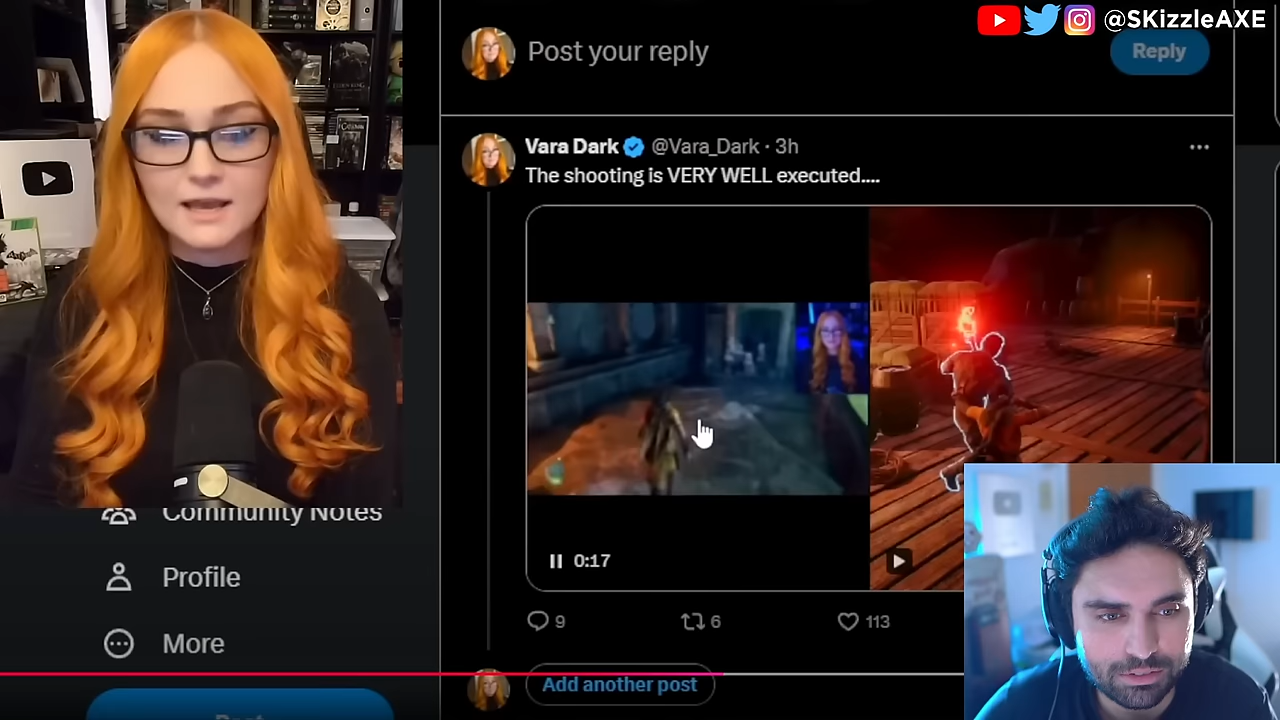 @SKizzleAXE
Post your reply
Reply
Vara Dark @Vara_Dark · 3h
The shooting is VERY WELL executed....
0:17
9
6
113
Community Notes
Profile
More
Add another post
Post